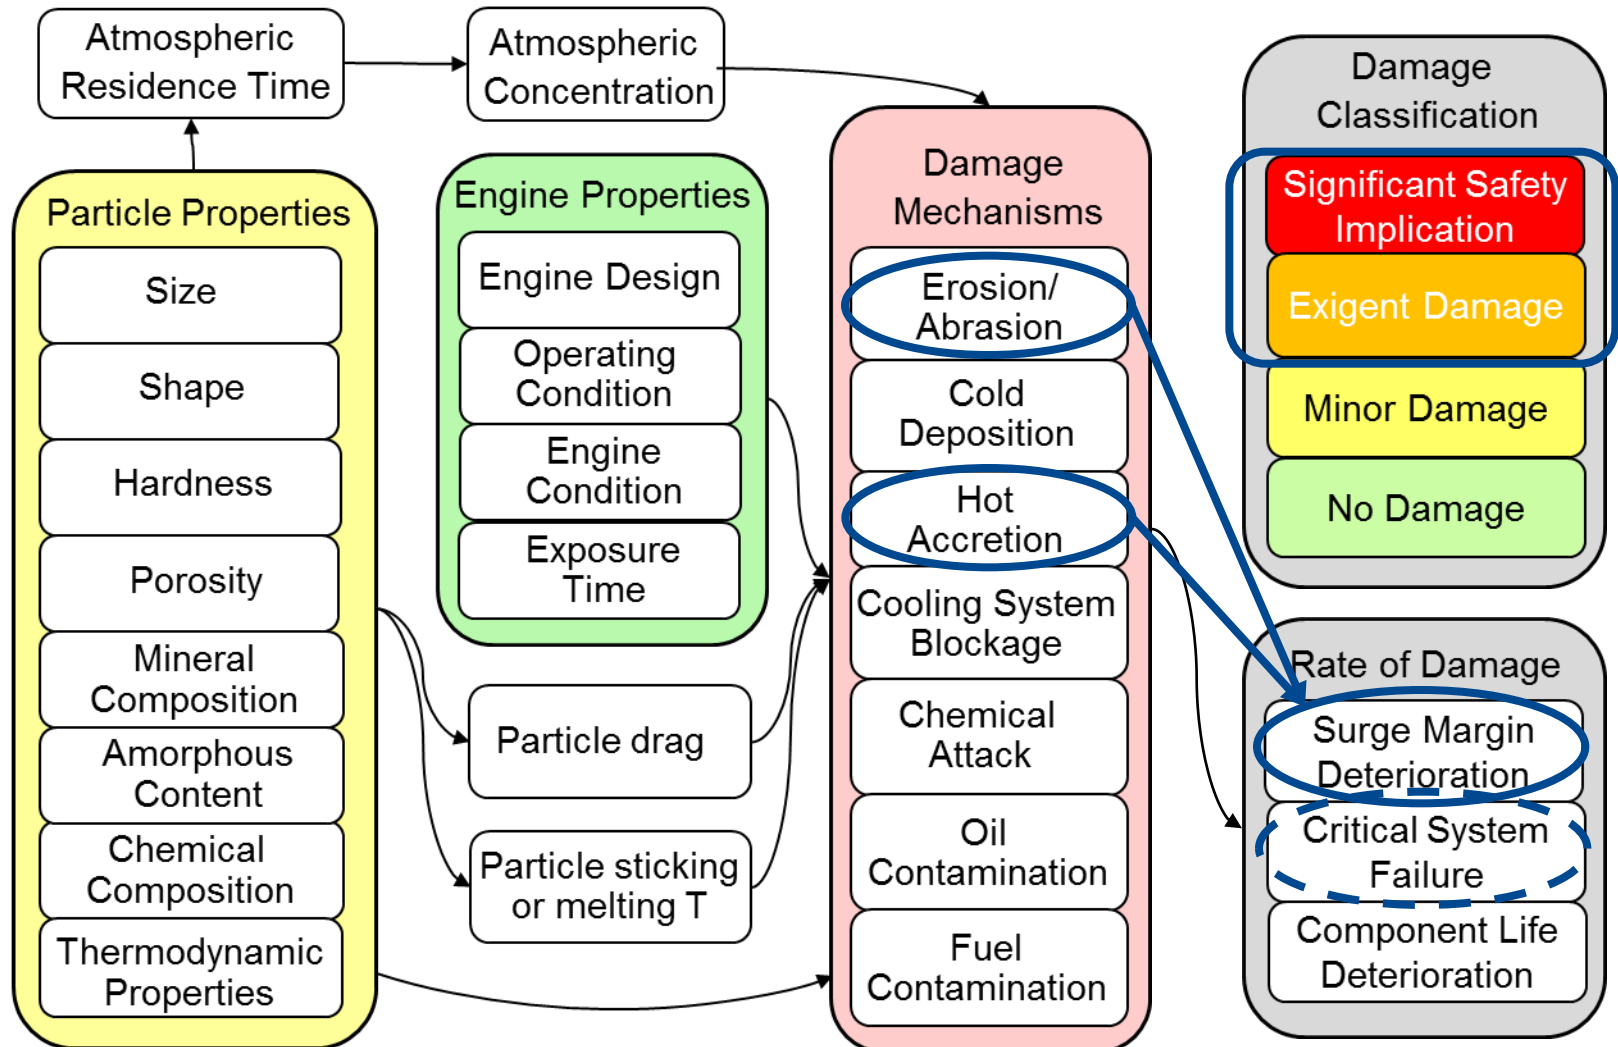 Atmospheric
Residence Time
Atmospheric
Concentration
Particle Properties
Size
Shape
Hardness
Porosity
Mineral
Composition
Amorphous
Content
Chemical
Composition
Thermodynamic
Properties
Engine Properties
Engine Design
Operating
Condition
Engine
Condition
Exposure
Time
Particle drag
Particle sticking
or melting T
Damage
Mechanisms
Erosion/
Abrasion
Cold
Deposition
Hot
Accretion
Cooling System
Blockage
Chemical
Attack
Oil
Contamination
Fuel
Contamination
Damage
Classification
Significant Safety
Implication
Exigent Damage
Minor Damage
No Damage
Rate of Damage
Surge Margin
Deterioration
Critical System
Failure
Component Life
Deterioration